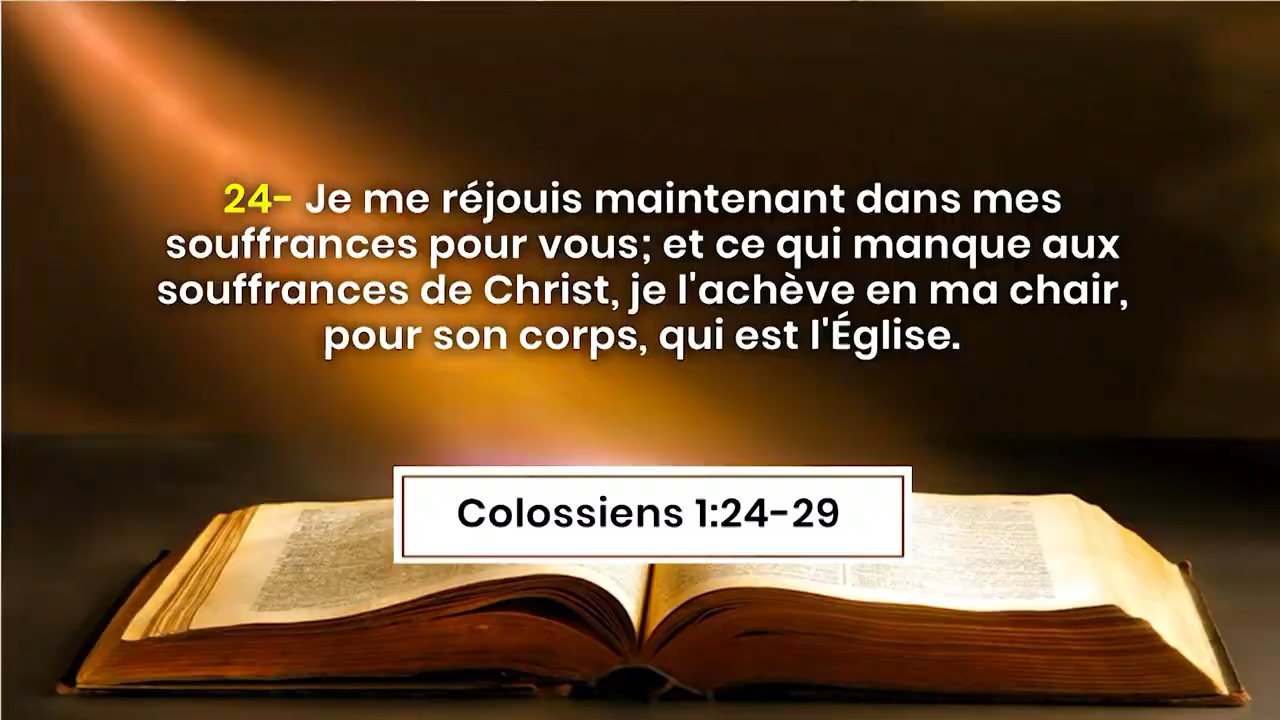 24- Je me réjouis maintenant dans mes
souffrances pour vous; et ce qui manque aux
souffrances de Christ, je l'achève en ma chair,
pour son corps, qui est l'Église.
Colossiens 1:24-29